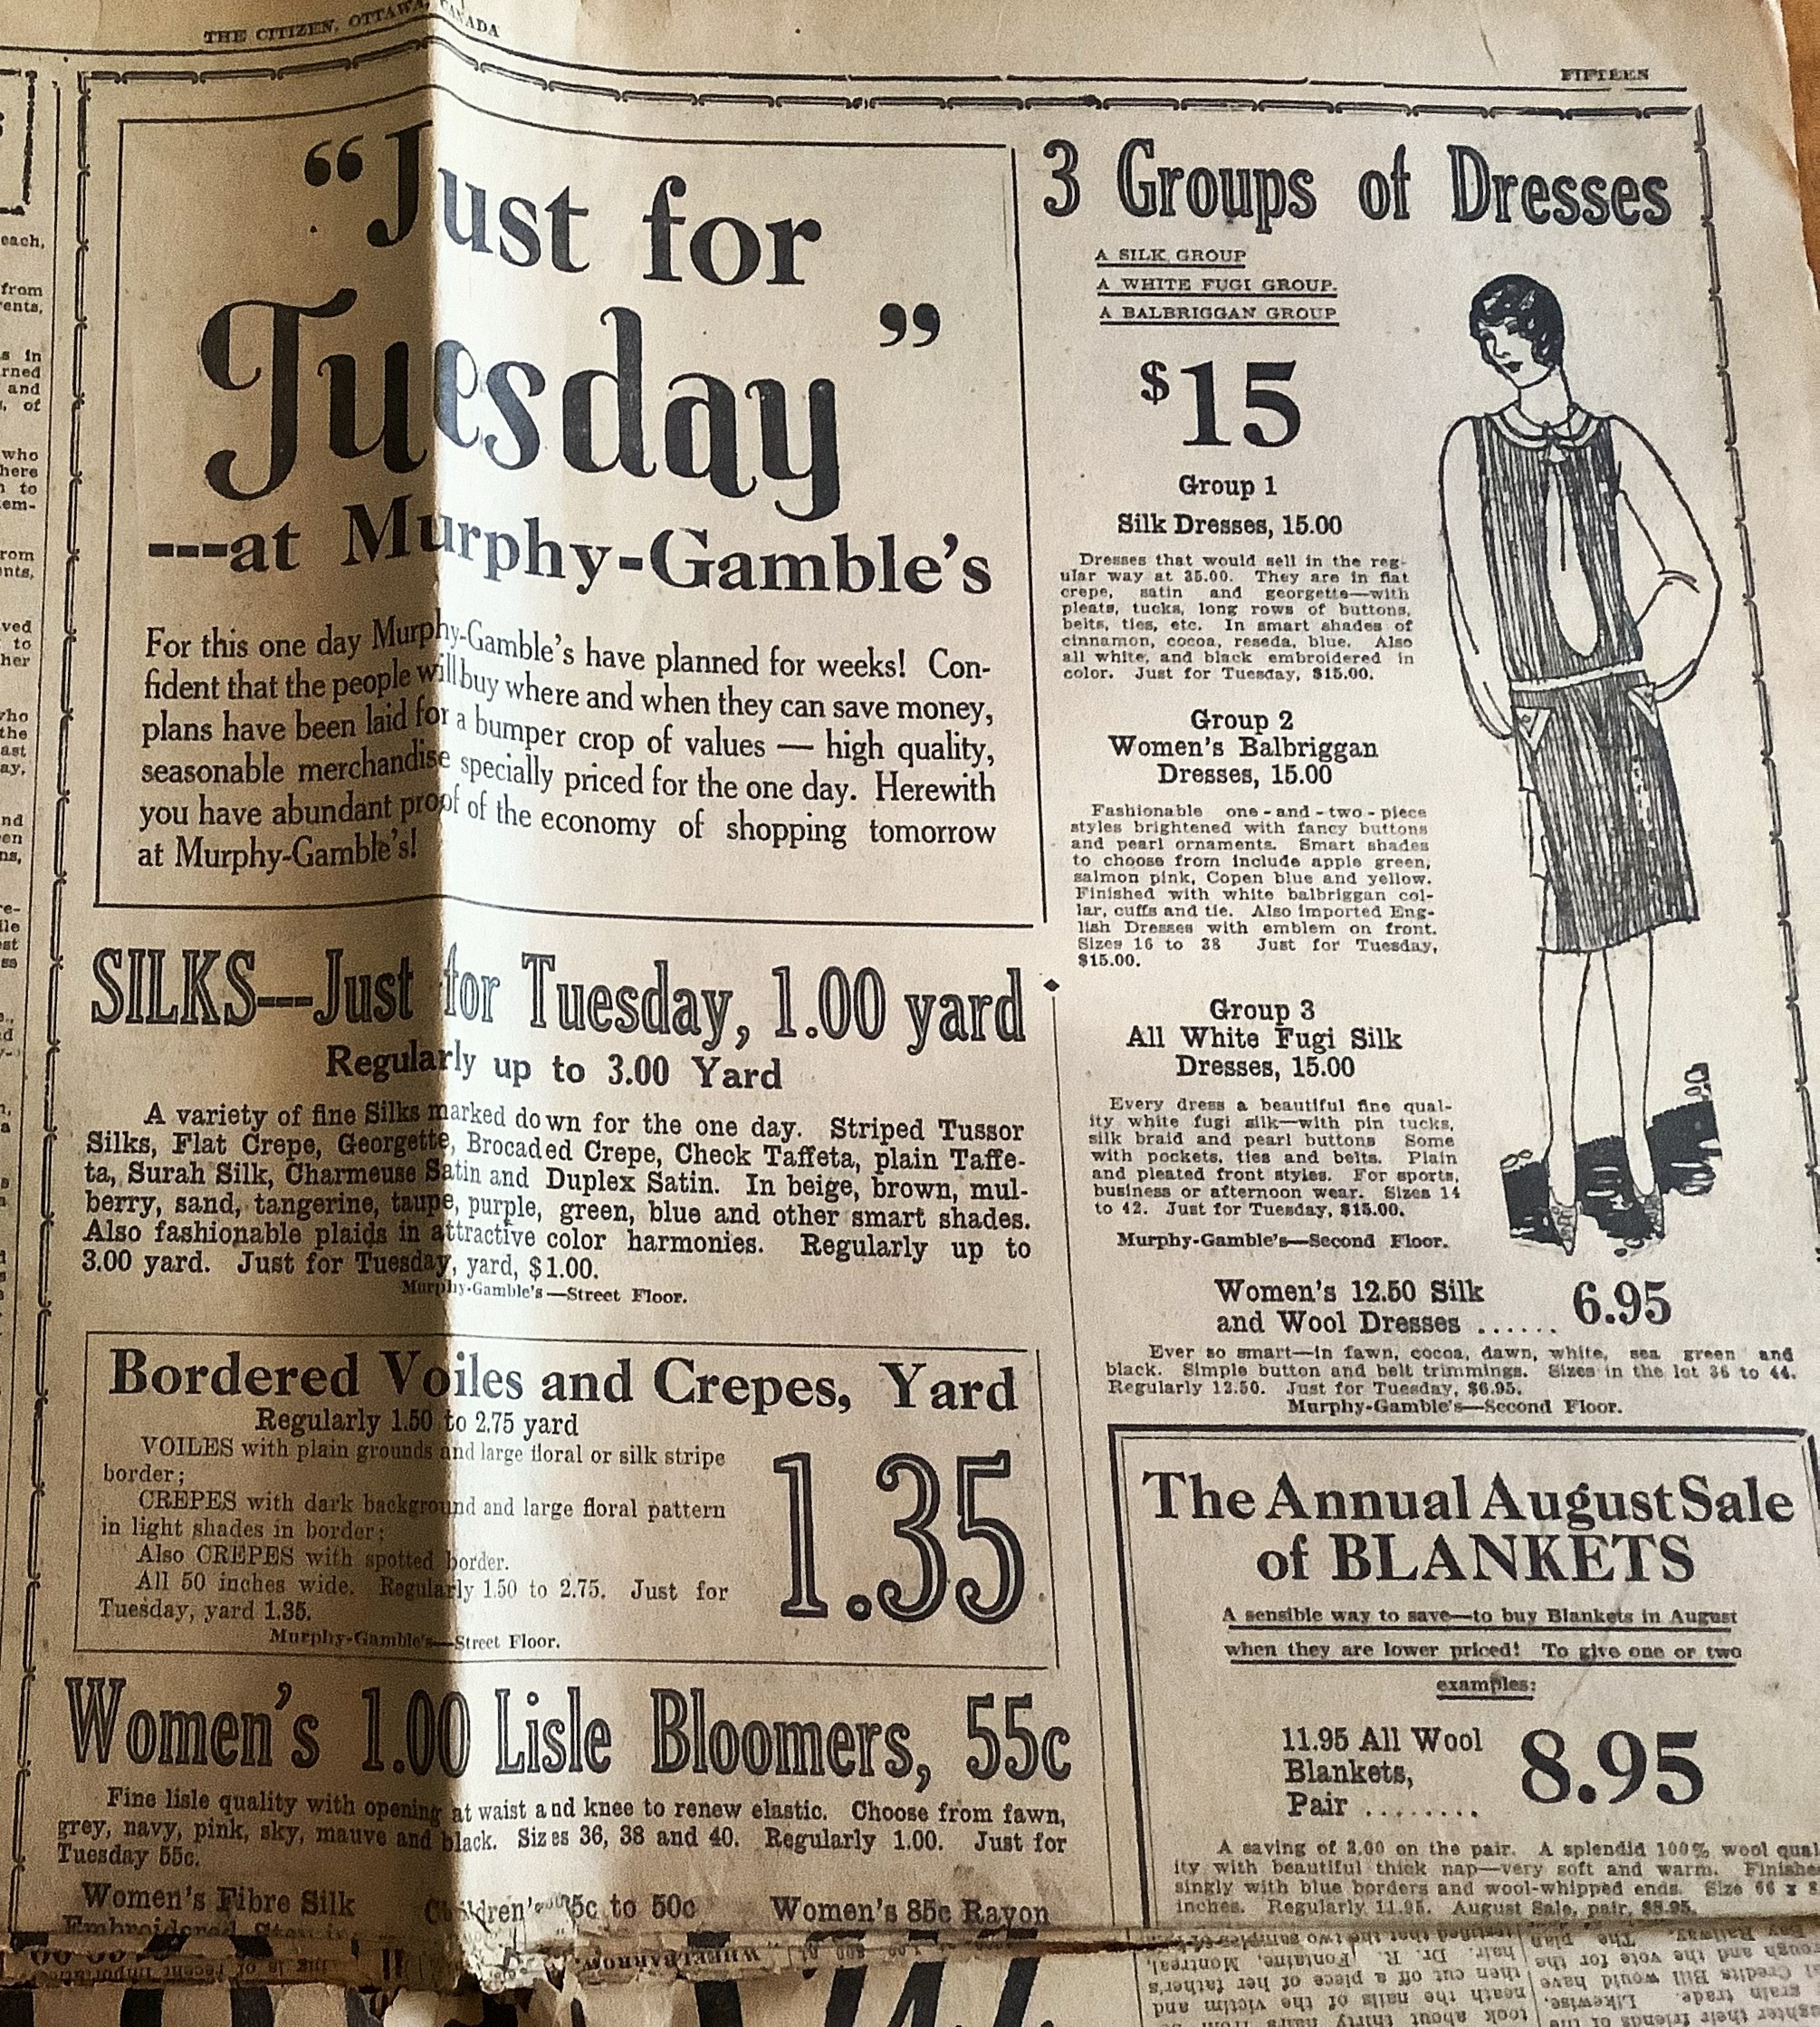 THE CITIZEN, OTTAWA, CANADA
FIFTEEN
"Just for
Tuesday"
---at Murphy-Gamble's
For this one day Murphy-Gamble's have planned for weeks! Con-
fident that the people will buy where and when they can save money,
plans have been laid for a bumper crop of values — high quality,
seasonable merchandise specially priced for the one day. Herewith
you have abundant proof of the economy of shopping tomorrow
at Murphy-Gamble's!
SILKS---Just for Tuesday, 1.00 yard
Regularly up to 3.00 Yard
A variety of fine Silks marked down for the one day. Striped Tussor
Silks, Flat Crepe, Georgette, Brocaded Crepe, Check Taffeta, plain Taffe-
ta, Surah Silk, Charmeuse Satin and Duplex Satin. In beige, brown, mul-
berry, sand, tangerine, taupe, purple, green, blue and other smart shades.
Also fashionable plaids in attractive color harmonies. Regularly up to
3.00 yard. Just for Tuesday, yard, $1.00.
Murphy-Gamble's—Street Floor.
Bordered Voiles and Crepes, Yard
Regularly 1.50 to 2.75 yard
VOILES with plain grounds and large floral or silk stripe
border;
CREPES with dark background and large floral pattern
in light shades in border;
Also CREPES with spotted border.
All 50 inches wide. Regularly 1.50 to 2.75. Just for
Tuesday, yard 1.35.
1.35
Murphy-Gamble's—Street Floor.
Women's 1.00 Lisle Bloomers, 55c
Fine lisle quality with opening at waist and knee to renew elastic. Choose from fawn,
grey, navy, pink, sky, mauve and black. Sizes 36, 38 and 40. Regularly 1.00. Just for
Tuesday 55c.
Women's Fibre Silk
Embroidered
Children's 35c to 50c
Women's 85c Rayon
3 Groups of Dresses
A SILK GROUP
A WHITE FUGI GROUP.
A BALBRIGGAN GROUP
$15
Group 1
Silk Dresses, 15.00
Dresses that would sell in the reg-
ular way at 25.00. They are in flat
crepe, satin and georgette—with
pleats, tucks, long rows of buttons,
belts, ties, etc. In smart shades of
cinnamon, cocoa, reseda, blue. Also
all white, and black embroidered in
color. Just for Tuesday, $15.00.
Group 2
Women's Balbriggan
Dresses, 15.00
Fashionable one-and-two-piece
styles brightened with fancy buttons
and pearl ornaments. Smart shades
to choose from include apple green,
salmon pink, Copen blue and yellow.
Finished with white balbriggan col-
lar, cuffs and tie. Also imported Eng-
lish Dresses with emblem on front.
Sizes 16 to 38 Just for Tuesday,
$15.00.
Group 3
All White Fugi Silk
Dresses, 15.00
Every dress a beautiful fine qual-
ity white fugi silk—with pin tucks,
silk braid and pearl buttons Some
with pockets, ties and belts. Plain
and pleated front styles. For sports,
business or afternoon wear. Sizes 14
to 42. Just for Tuesday, $15.00.
Murphy-Gamble's—Second Floor.
Women's 12.50 Silk
and Wool Dresses ...... 6.95
Ever so smart—in fawn, cocoa, dawn, white, sea green and
black. Simple button and belt trimmings. Sizes in the lot 36 to 44.
Regularly 12.50. Just for Tuesday, $6.95.
Murphy-Gamble's—Second Floor.
The Annual August Sale
of BLANKETS
A sensible way to save—to buy Blankets in August
when they are lower priced! To give one or two
examples:
11.95 All Wool
Blankets,
Pair ........ 8.95
A saving of 3.00 on the pair. A splendid 100% wool qual
ity with beautiful thick nap—very soft and warm. Finishe
singly with blue borders and wool-whipped ends. Size 66 x
inches. Regularly 11.95. August Sale, pair, $8.95.